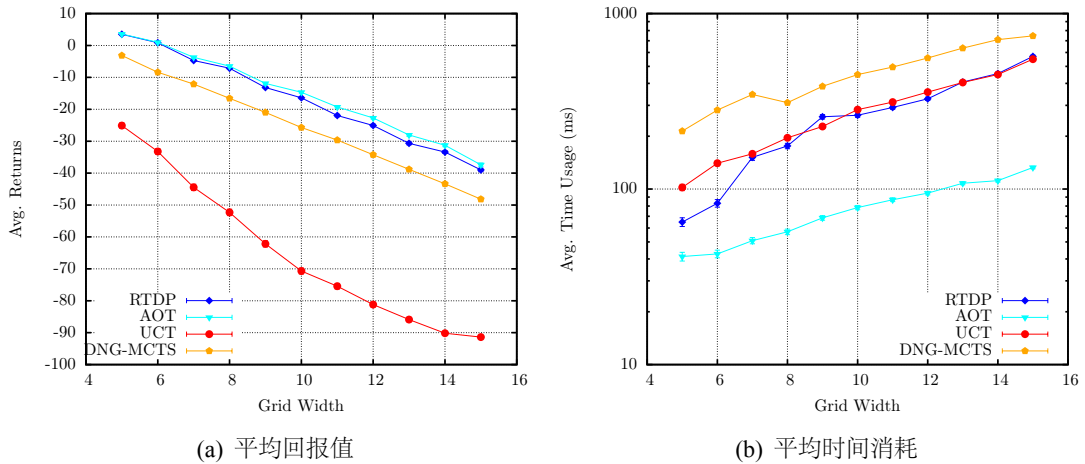 10
0
-10
-20
-30
-40
-50
-60
-70
-80
-90
-100
Avg. Returns
RTDP
AOT
UCT
DNG-MCTS
4 6 8 10 12 14 16
Grid Width
(a) 平均回报值
1000
100
10
Avg. Time Usage (ms)
RTDP
AOT
UCT
DNG-MCTS
4 6 8 10 12 14 16
Grid Width
(b) 平均时间消耗